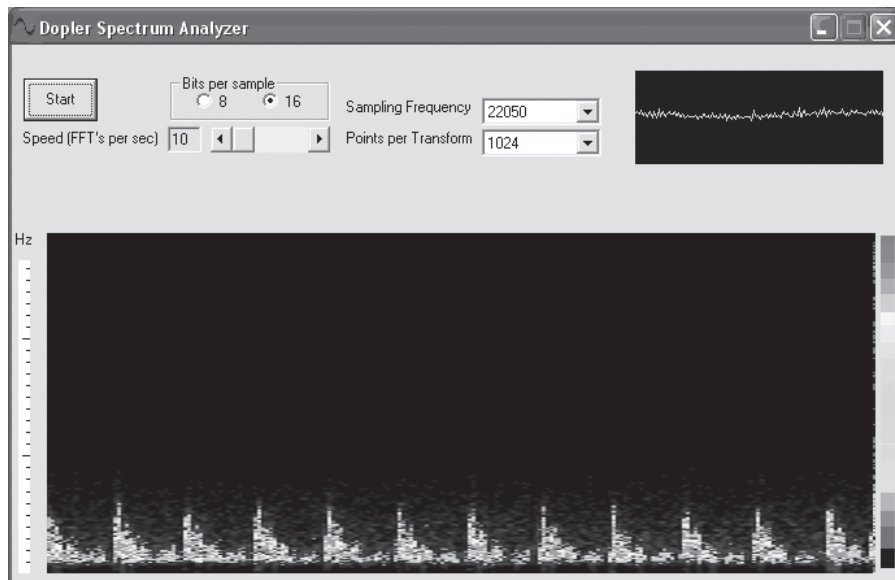 Dopler Spectrum Analyzer
Start
Bits per sample
8 16
Speed (FFT's per sec) 10
Sampling Frequency 22050
Points per Transform 1024
Hz